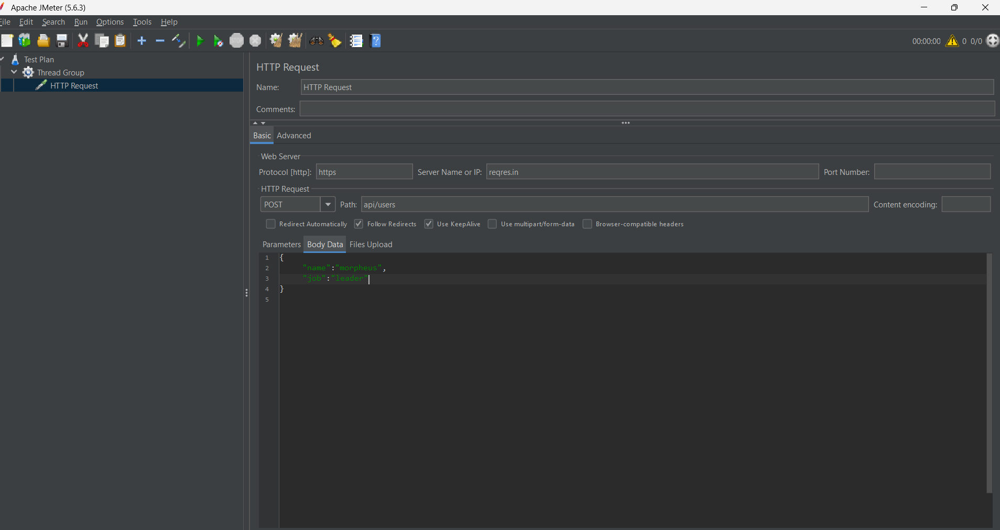 Apache JMeter (5.6.3)
File Edit Search Run Options Tools Help
STOP
00:00:00 0 0/0
Test Plan
Thread Group
HTTP Request
HTTP Request
Name: HTTP Request
Comments:
Basic Advanced
Web Server
Protocol [http]: https Server Name or IP: reqres.in Port Number:
HTTP Request
POST Path: api/users Content encoding:
Redirect Automatically Follow Redirects Use KeepAlive Use multipart/form-data Browser-compatible headers
Parameters Body Data Files Upload
1 {
2 "name":"morpheus",
3 "job":"leader"
4 }
5